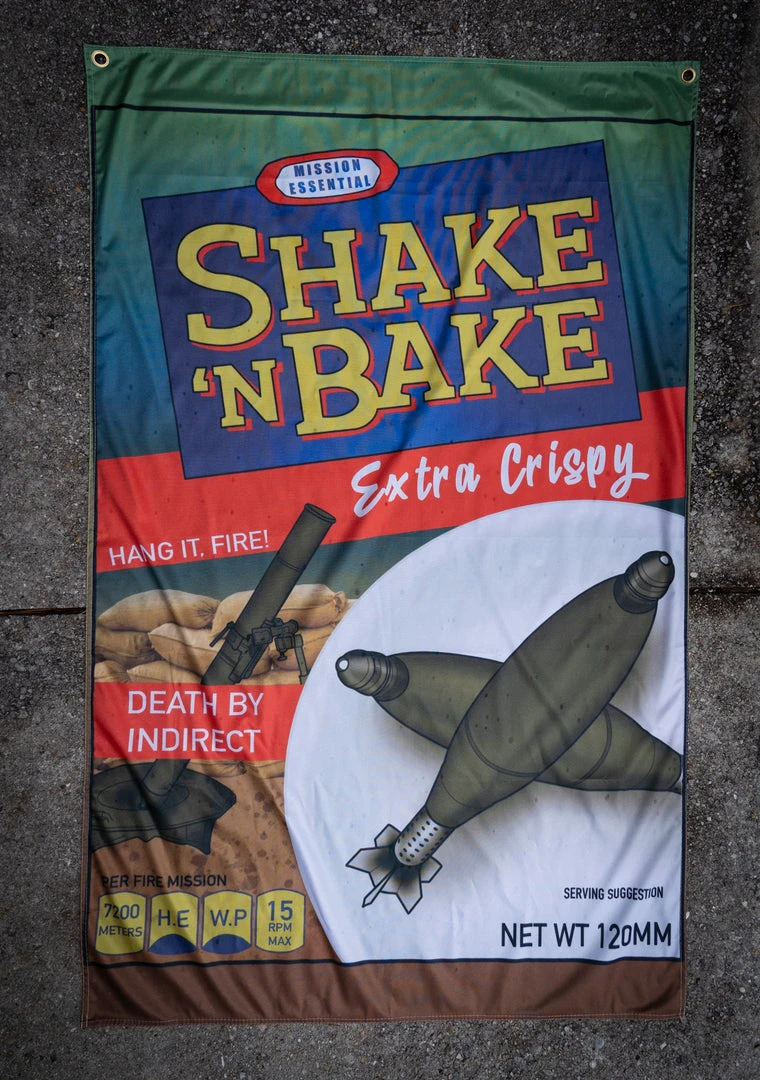 MISSION
ESSENTIAL
SHAKE
'N BAKE
Extra Crispy
HANG IT, FIRE!
DEATH BY
INDIRECT
PER FIRE MISSION
7200
METERS
H.E
W.P
15
RPM
MAX
SERVING SUGGESTION
NET WT 120MM